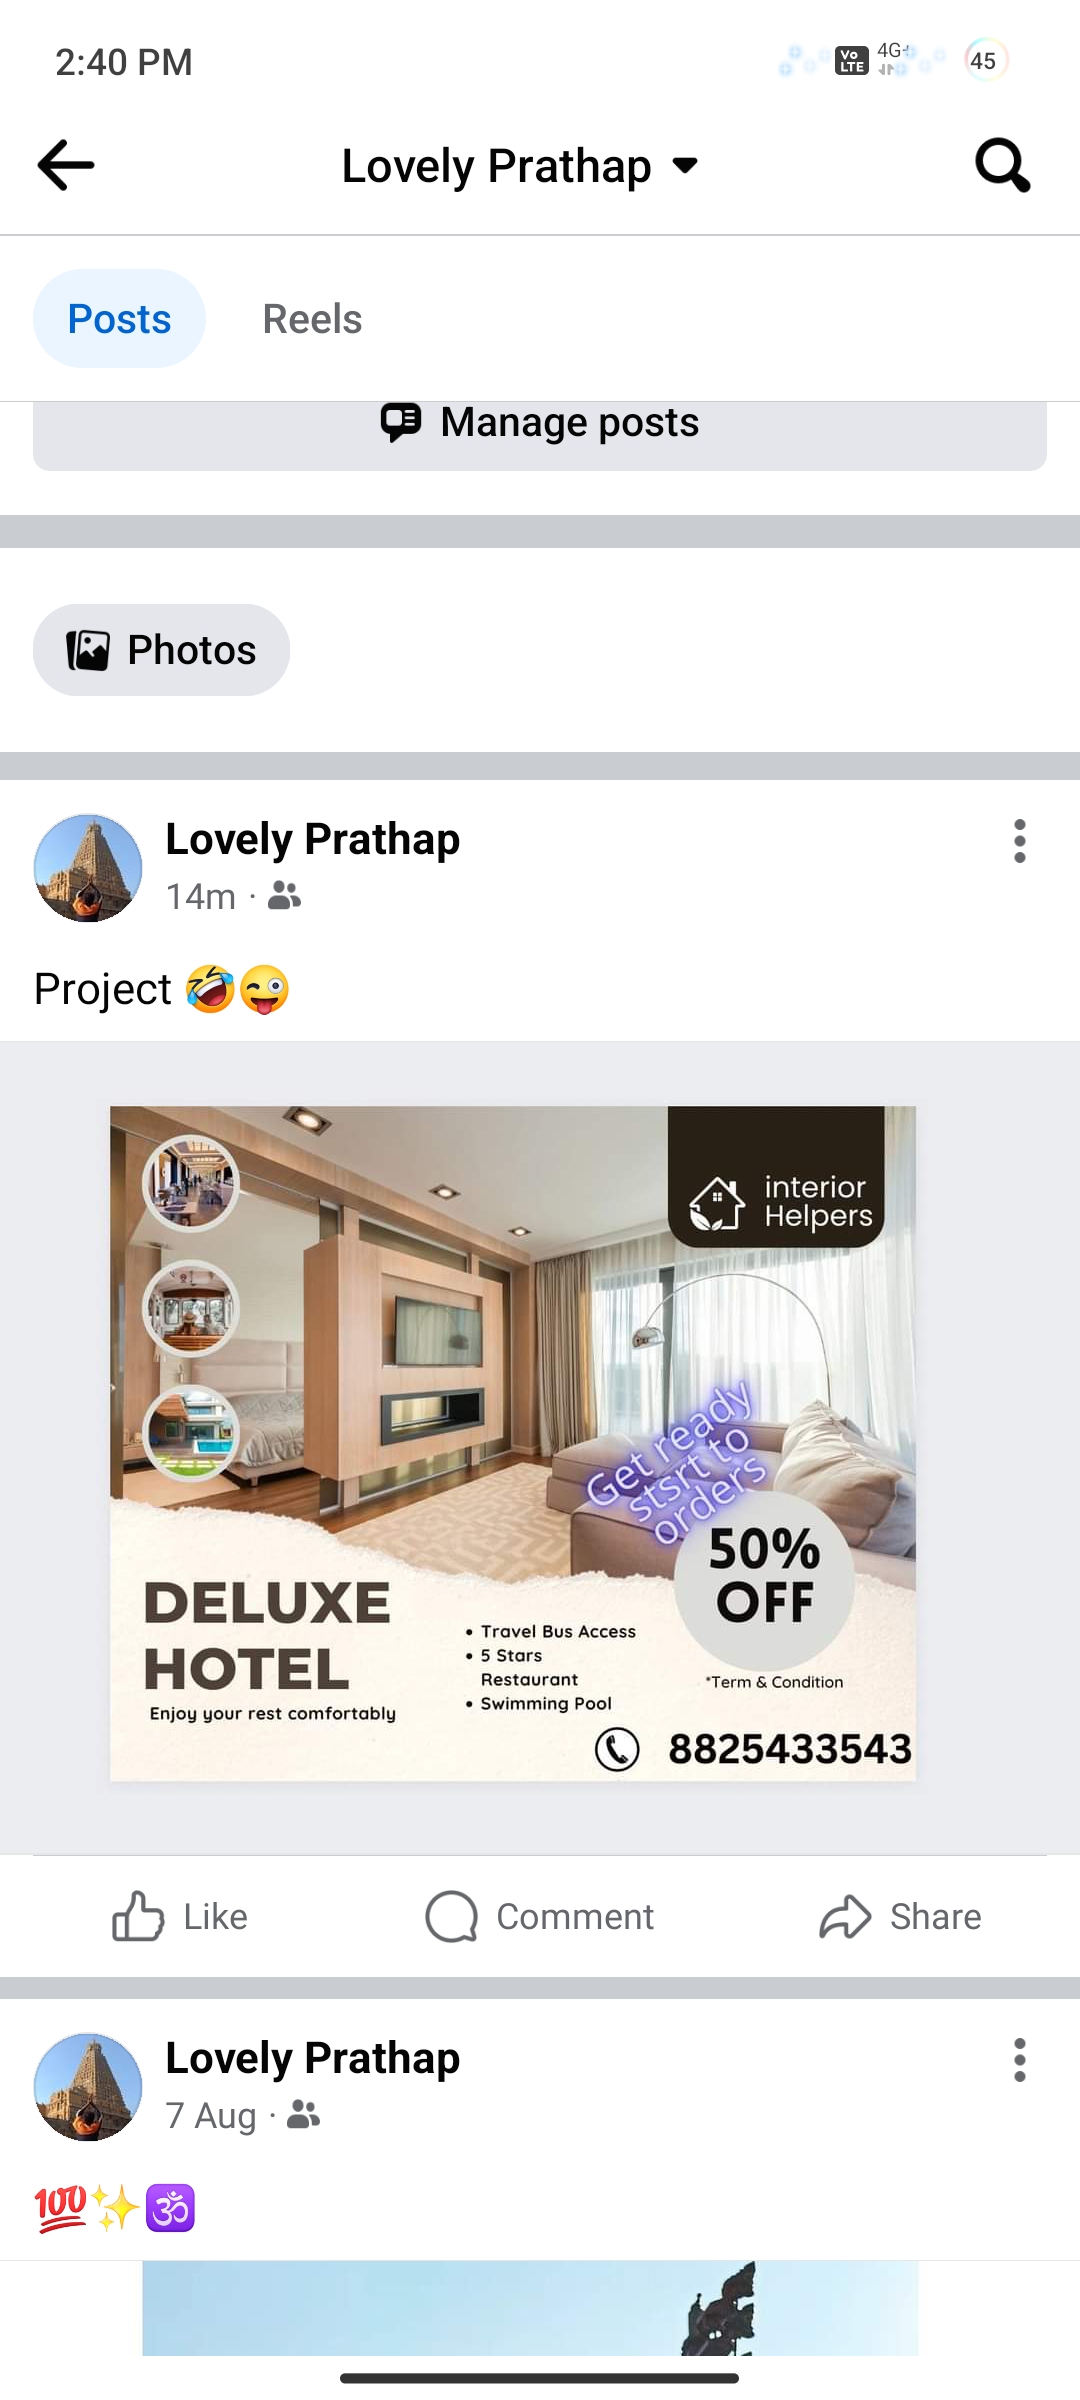 2:40 PM
Vo LTE 4G+ 45
Lovely Prathap
Posts Reels
Manage posts
Photos
Lovely Prathap
14m ·
Project 🤣😜
interior
Helpers
Get ready
stsrt to
orders
50%
OFF
DELUXE
HOTEL
Enjoy your rest comfortably
• Travel Bus Access
• 5 Stars
Restaurant
• Swimming Pool
*Term & Condition
8825433543
Like Comment Share
Lovely Prathap
7 Aug ·
💯✨🕉️